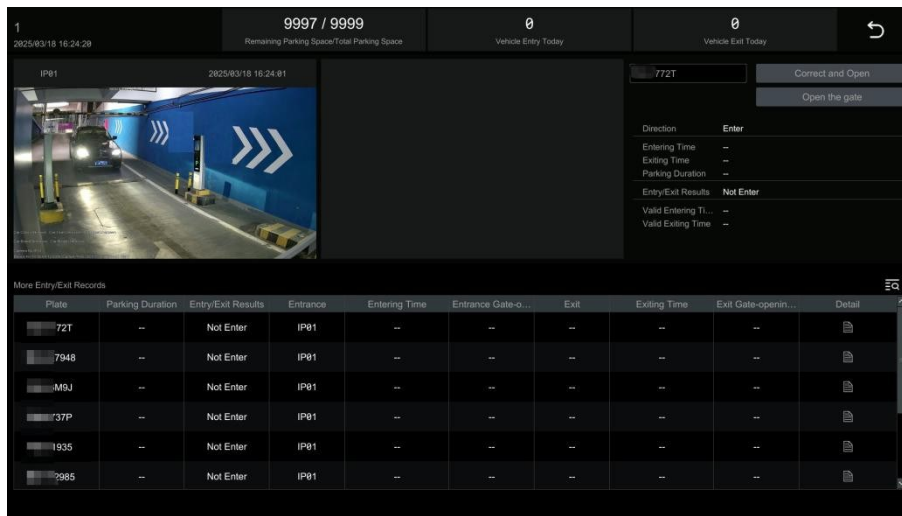 1
2025/03/18 16:24:20
9997 / 9999
Remaining Parking Space/Total Parking Space
0
Vehicle Entry Today
0
Vehicle Exit Today
IP01 2025/03/18 16:24:01
772T
Correct and Open
Open the gate
Direction Enter
Entering Time --
Exiting Time --
Parking Duration --
Entry/Exit Results Not Enter
Valid Entering Ti... --
Valid Exiting Time --
More Entry/Exit Records
Plate Parking Duration Entry/Exit Results Entrance Entering Time Entrance Gate-o... Exit Exiting Time Exit Gate-openin... Detail
72T -- Not Enter IP01 -- -- -- -- --
7948 -- Not Enter IP01 -- -- -- -- --
M9J -- Not Enter IP01 -- -- -- -- --
737P -- Not Enter IP01 -- -- -- -- --
1935 -- Not Enter IP01 -- -- -- -- --
2985 -- Not Enter IP01 -- -- -- -- --